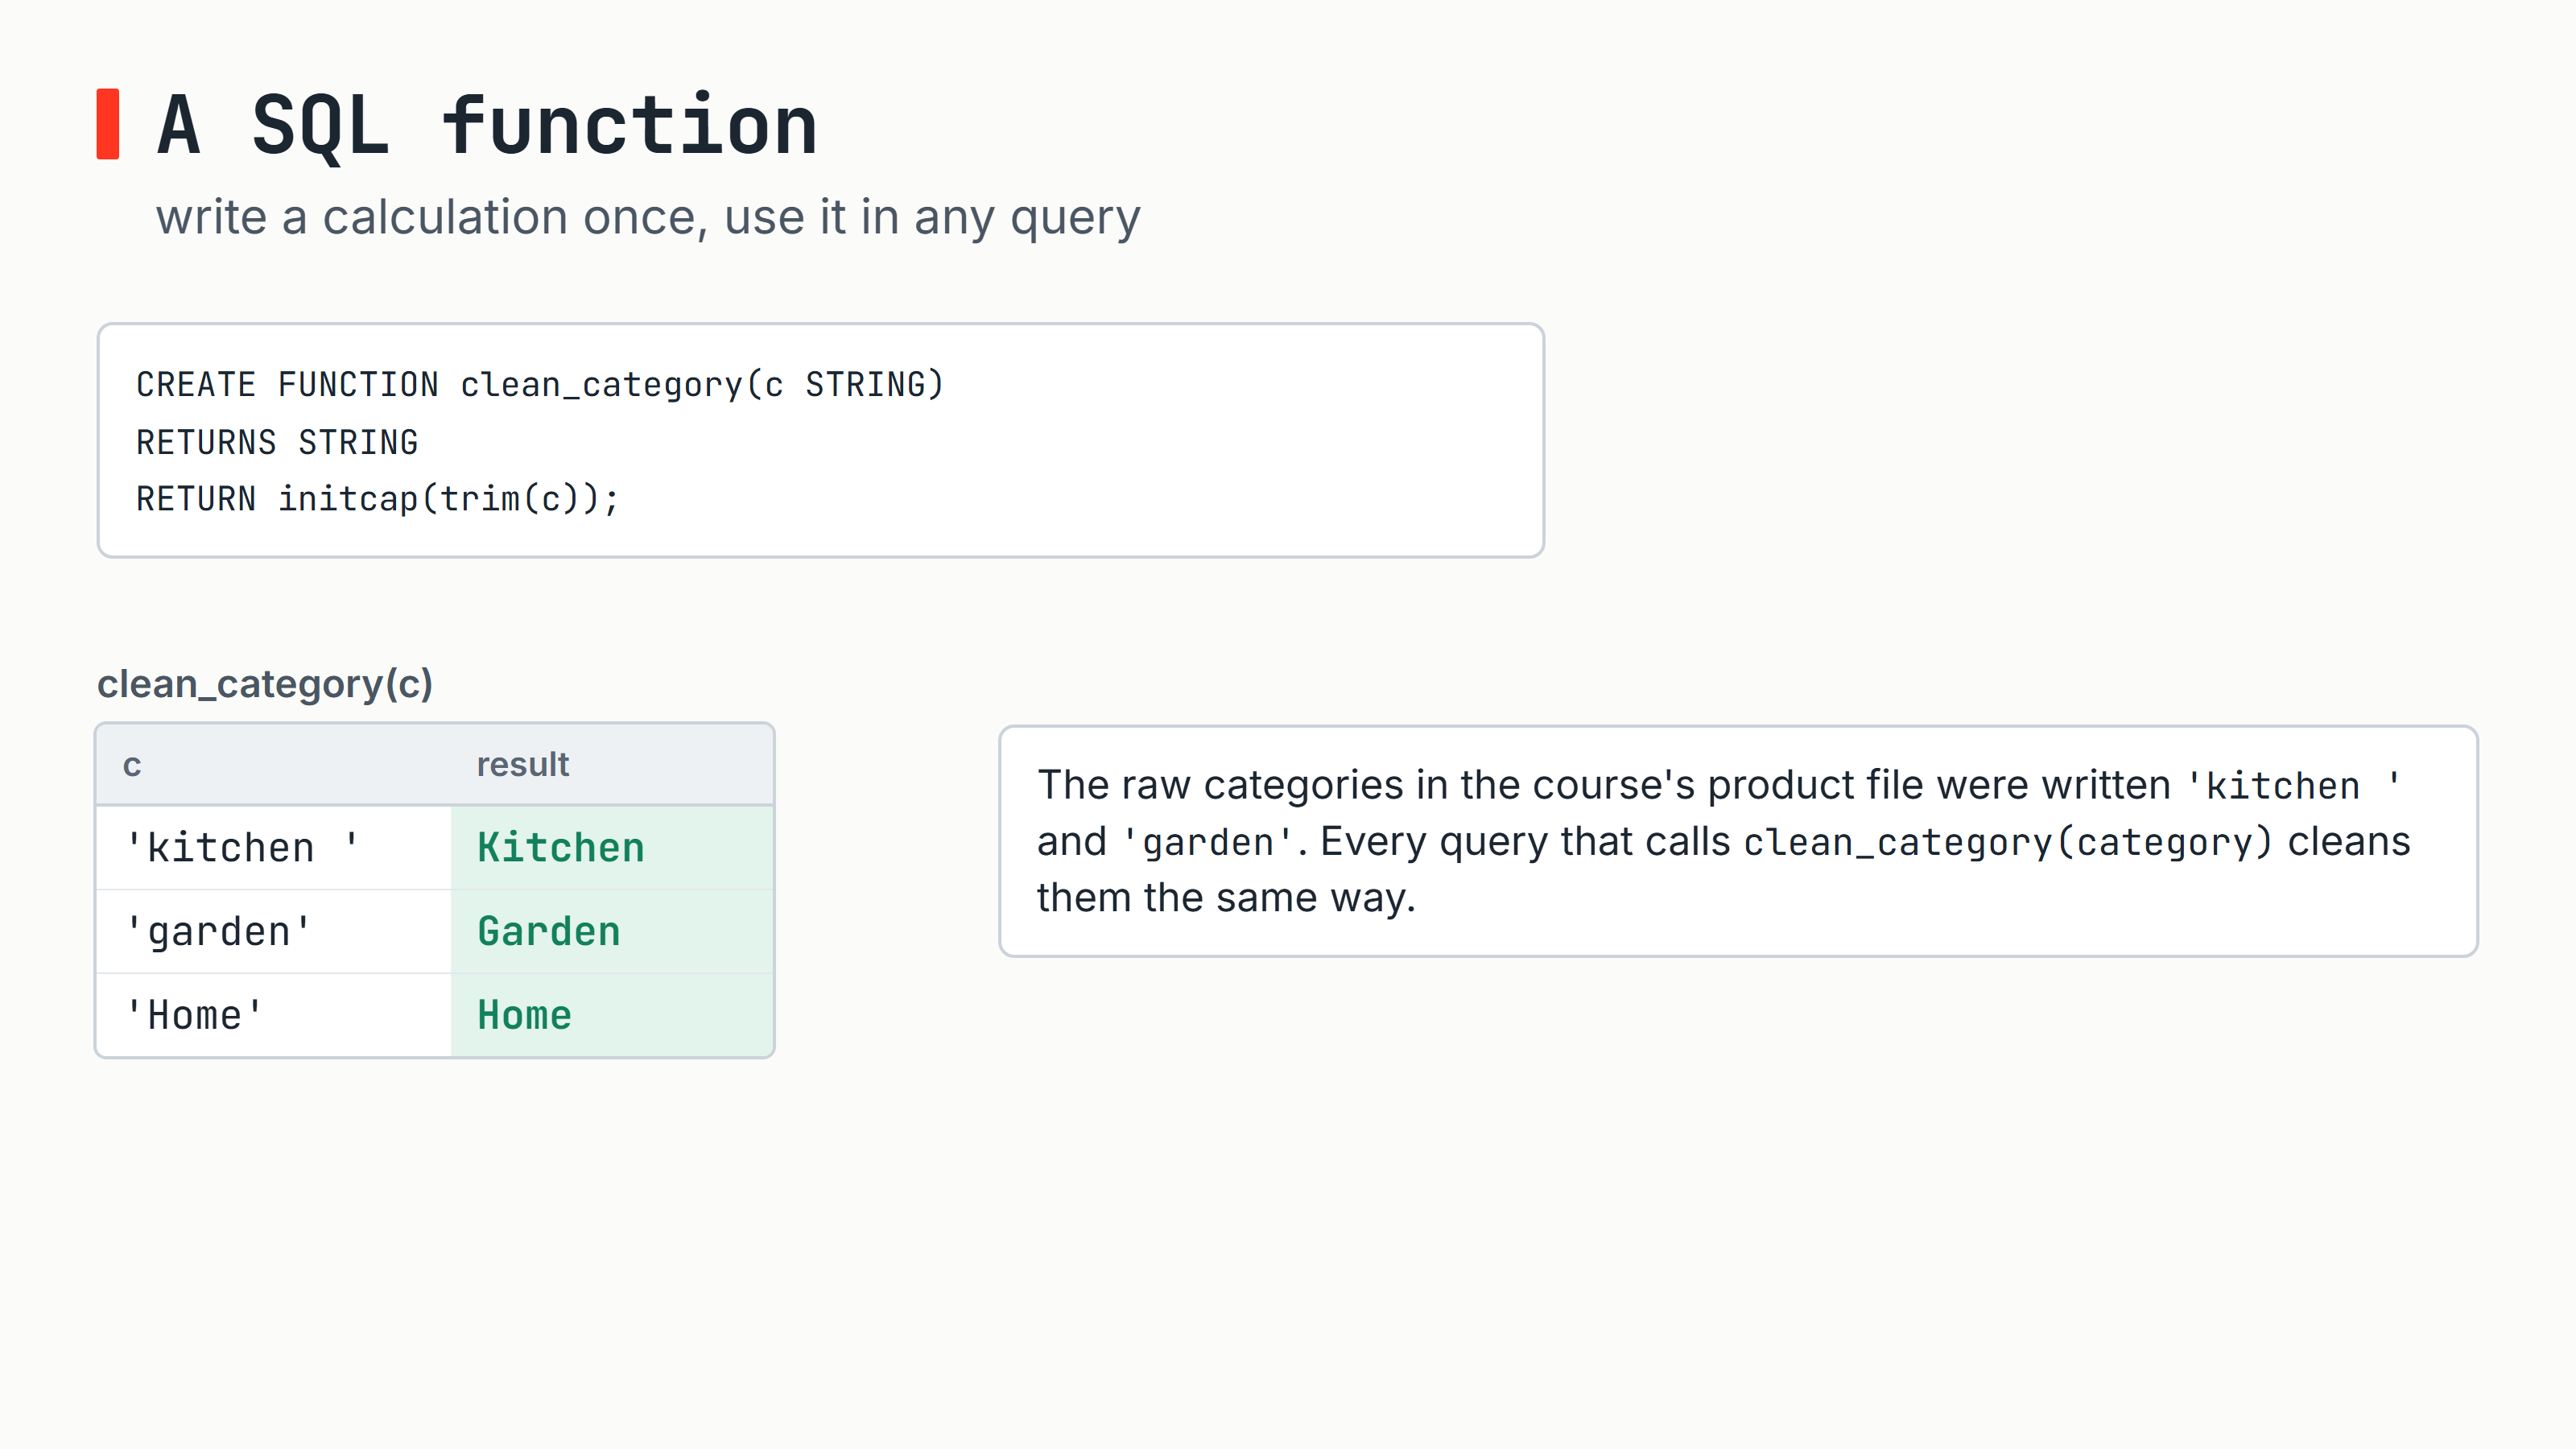 A SQL function
write a calculation once, use it in any query
CREATE FUNCTION clean_category(c STRING)
RETURNS STRING
RETURN initcap(trim(c));
clean_category(c)
c result
'kitchen ' Kitchen
'garden' Garden
'Home' Home
The raw categories in the course's product file were written 'kitchen '
and 'garden'. Every query that calls clean_category(category) cleans
them the same way.